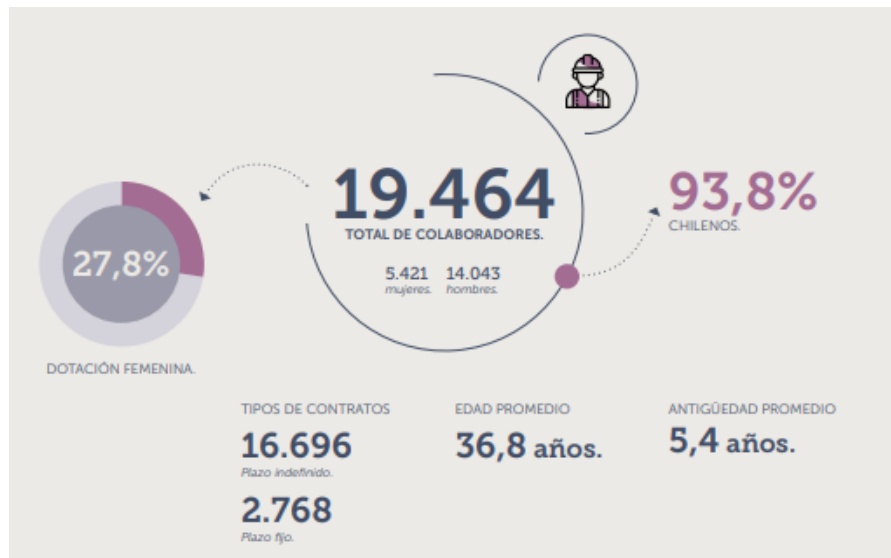 19.464
TOTAL DE COLABORADORES.
5.421 14.043
mujeres. hombres.
93,8%
CHILENOS.
27,8%
DOTACIÓN FEMENINA.
TIPOS DE CONTRATOS
16.696
Plazo indefinido.
2.768
Plazo fijo.
EDAD PROMEDIO
36,8 años.
ANTIGÜEDAD PROMEDIO
5,4 años.